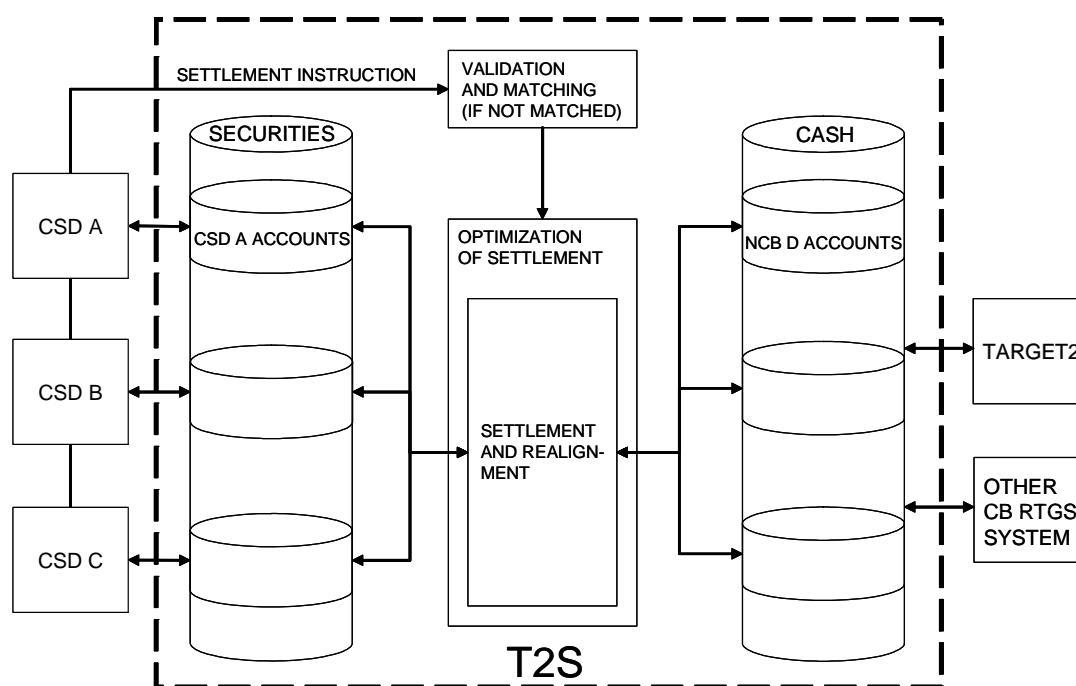 SETTLEMENT INSTRUCTION
VALIDATION
AND MATCHING
(IF NOT MATCHED)
SECURITIES
CASH
CSD A
CSD A ACCOUNTS
OPTIMIZATION
OF SETTLEMENT
NCB D ACCOUNTS
TARGET2
CSD B
SETTLEMENT
AND REALIGN-
MENT
OTHER
CB RTGS
SYSTEM
CSD C
T2S